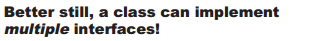 Better still, a class can implement
multiple interfaces!